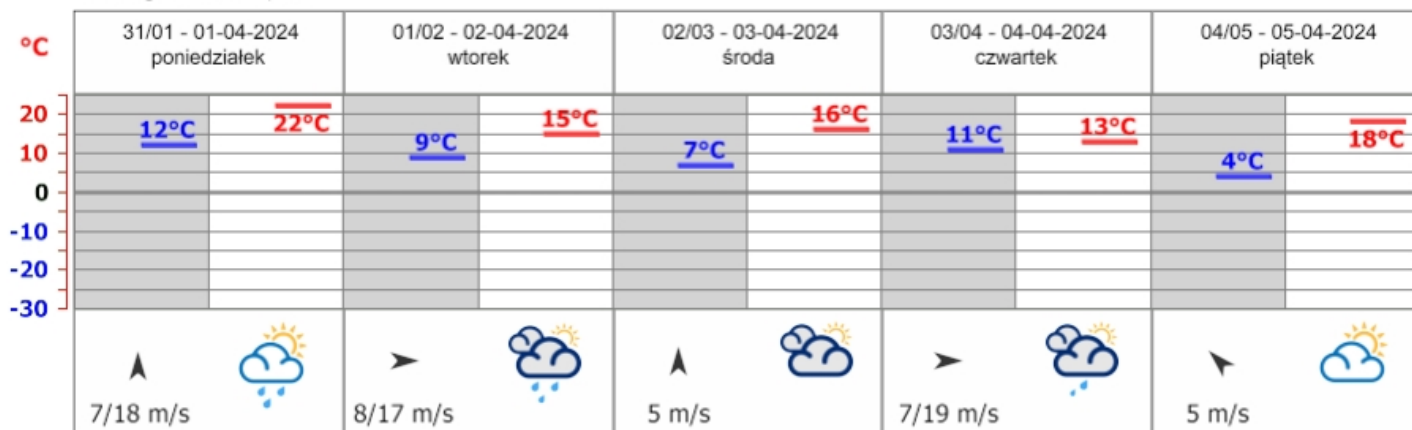 °C
31/01 - 01-04-2024
poniedziałek
01/02 - 02-04-2024
wtorek
02/03 - 03-04-2024
środa
03/04 - 04-04-2024
czwartek
04/05 - 05-04-2024
piątek
20
10
0
-10
-20
-30
12°C
22°C
9°C
15°C
7°C
16°C
11°C
13°C
4°C
18°C
7/18 m/s
8/17 m/s
5 m/s
7/19 m/s
5 m/s